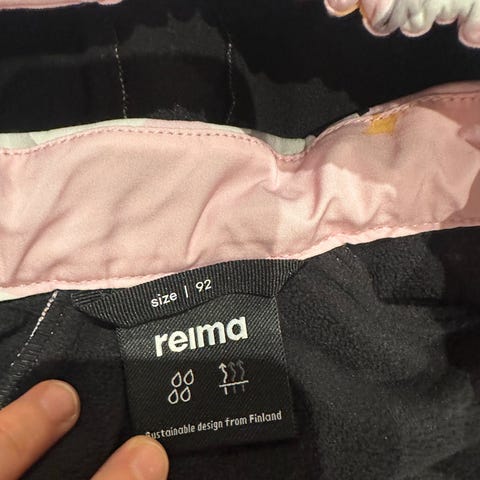 size | 92
reima
Sustainable design from Finland